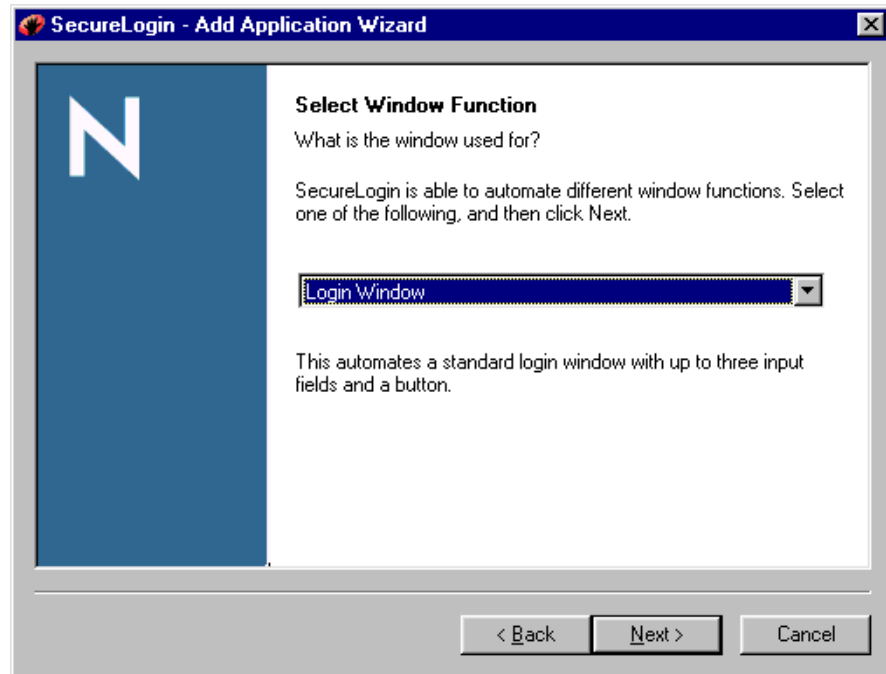 SecureLogin - Add Application Wizard
N
Select Window Function
What is the window used for?
SecureLogin is able to automate different window functions. Select
one of the following, and then click Next.
Login Window
This automates a standard login window with up to three input
fields and a button.
< Back
Next >
Cancel